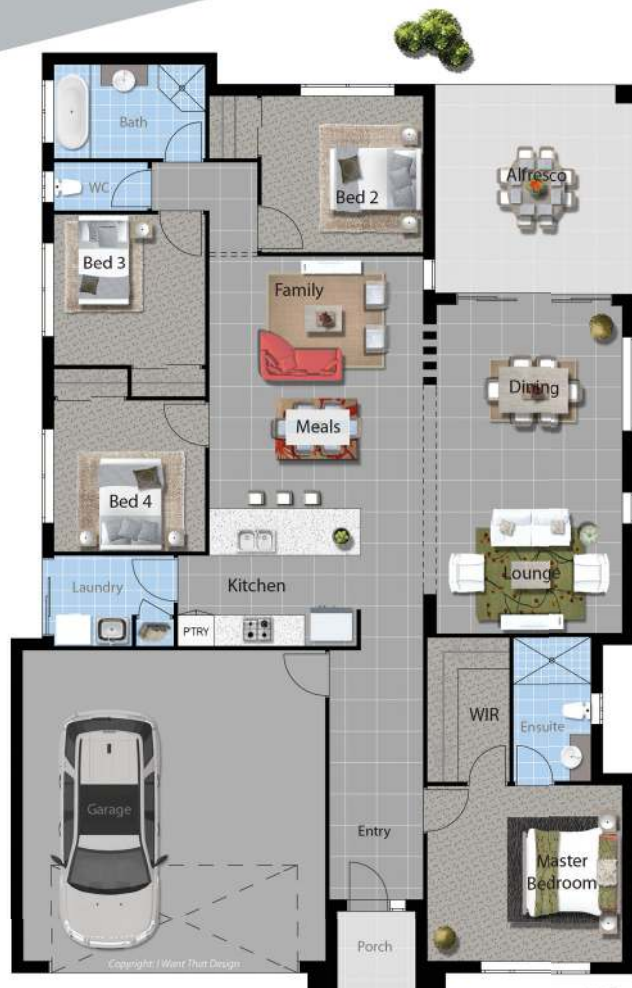 Bath
WC
Bed 2
Alfresco
Bed 3
Family
Dining
Meals
Bed 4
Lounge
Laundry
Kitchen
PTRY
WIR
Ensuite
Garage
Entry
Master
Bedroom
Porch
Copyright: I Want That Design